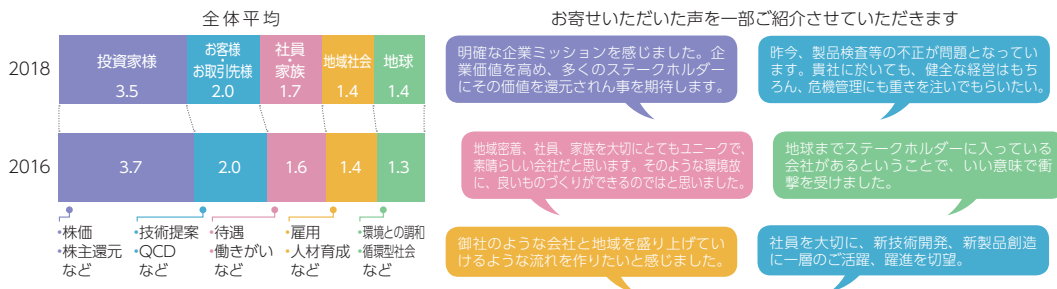 全体平均
2018
投資家様
3.5
お客様
・
お取引先様
2.0
社員
・
家族
1.7
地域社会
1.4
地球
1.4
2016
3.7
2.0
1.6
1.4
1.3
・株価
・株主還元
など
・技術提案
・QCD
など
・待遇
・働きがい
など
・雇用
・人材育成
など
・環境との調和
・循環型社会
など
お寄せいただいた声を一部ご紹介させていただきます
明確な企業ミッションを感じました。企
業価値を高め、多くのステークホルダー
にその価値を還元されん事を期待します。
昨今、製品検査等の不正が問題となってい
ます。貴社に於いても、健全な経営はもち
ろん、危機管理にも重きを注いでもらいたい。
地域密着、社員、家族を大切にとてもユニークで、
素晴らしい会社だと思います。そのような環境故
に、良いものづくりができるのではと思いました。
地球までステークホルダーに入っている
会社があるということで、いい意味で衝
撃を受けました。
御社のような会社と地域を盛り上げてい
けるような流れを作りたいと感じました。
社員を大切に、新技術開発、新製品創造
に一層のご活躍、躍進を切望。